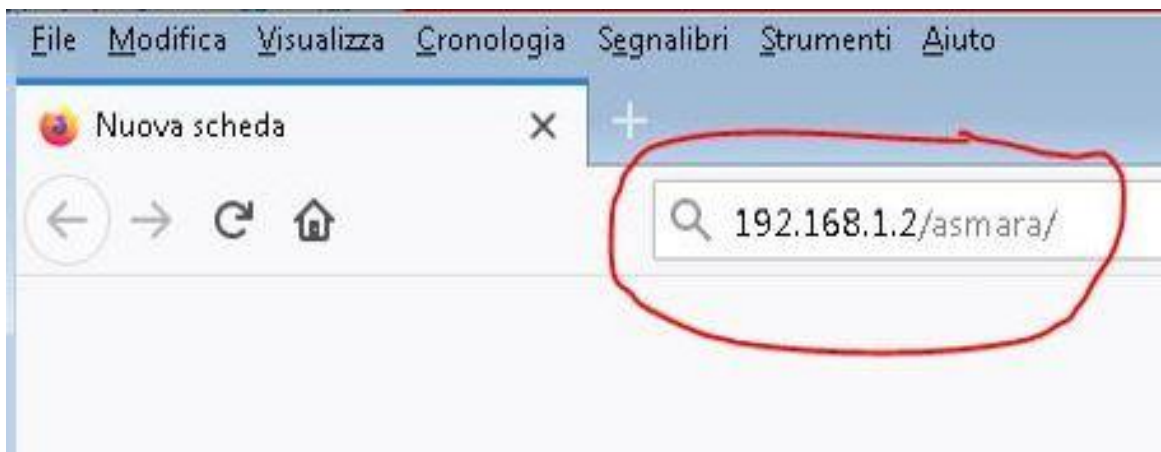 File Modifica Visualizza Cronologia Segnalibri Strumenti Aiuto
Nuova scheda
192.168.1.2/asmara/